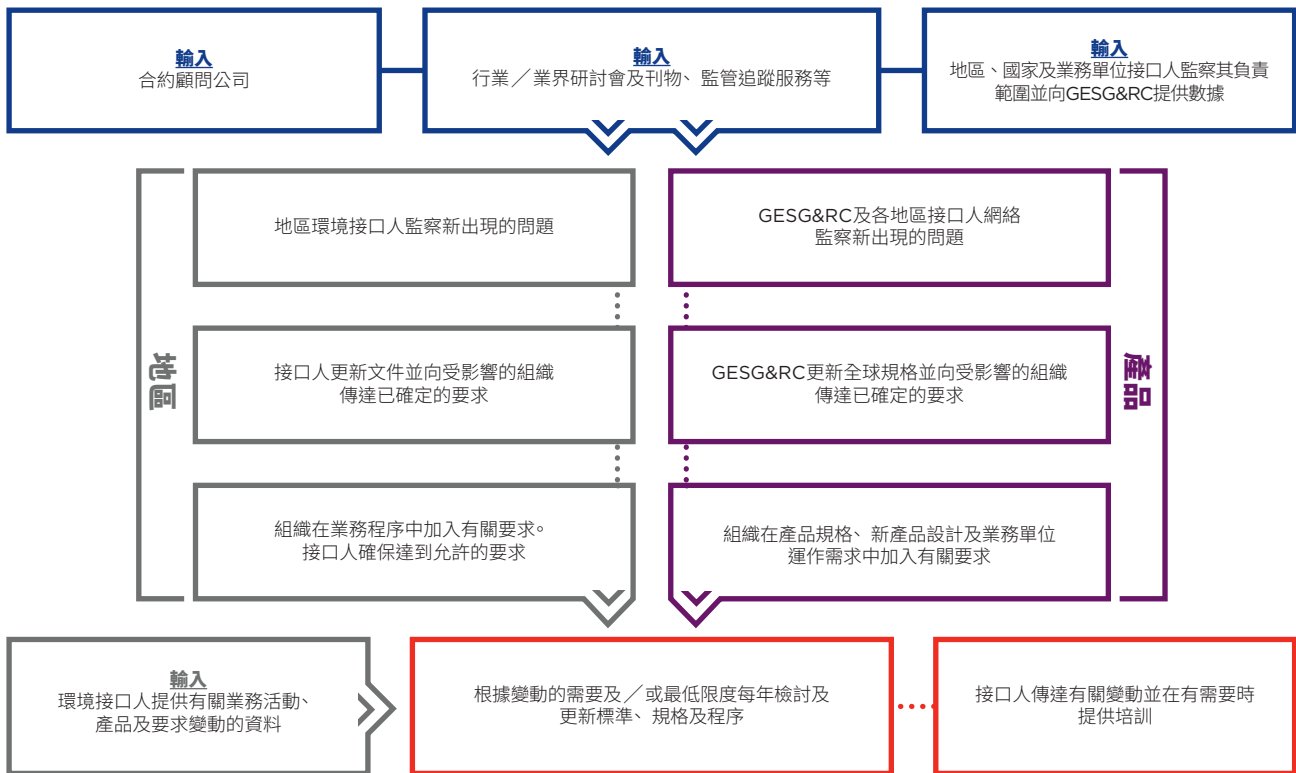 輸入
合約顧問公司
輸入
行業／業界研討會及刊物、監管追蹤服務等
輸入
地區、國家及業務單位接口人監察其負責
範圍並向GESG&RC提供數據
地區
地區環境接口人監察新出現的問題
接口人更新文件並向受影響的組織
傳達已確定的要求
組織在業務程序中加入有關要求。
接口人確保達到允許的要求
GESG&RC及各地區接口人網絡
監察新出現的問題
GESG&RC更新全球規格並向受影響的組織
傳達已確定的要求
組織在產品規格、新產品設計及業務單位
運作需求中加入有關要求
產品
輸入
環境接口人提供有關業務活動、
產品及要求變動的資料
根據變動的需要及／或最低限度每年檢討及
更新標準、規格及程序
接口人傳達有關變動並在有需要時
提供培訓